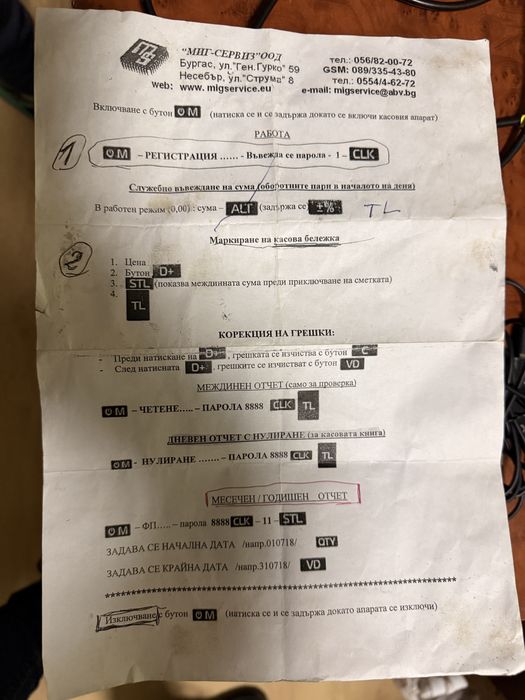 "МИГ-СЕРВИЗ"ООД
Бургас, ул."Ген.Гурко" 59
Несебър, ул."Струма" 8
web: www. migservice.eu
тел.: 056/82-00-72
GSM: 089/335-43-80
тел.: 0554/4-62-72
e-mail: migservice@abv.bg
Включване с бутон ⏻ M (натиска се и се задържа докато се включи касовия апарат)
РАБОТА
1 ⏻ M – РЕГИСТРАЦИЯ ...... - Въвежда се парола - 1 – CLK
Служебно въвеждане на сума (оборотните пари в началото на деня)
В работен режим (0,00) : сума – ALT (задържа се ±% TL
Маркиране на касова бележка
2
1. Цена
2. Бутон D+
3. STL (показва междинната сума преди приключване на сметката)
4. TL
КОРЕКЦИЯ НА ГРЕШКИ:
- Преди натискане на D+ , грешката се изчиства с бутон C
- След натисната D+ , грешките се изчистват с бутон VD
МЕЖДИНЕН ОТЧЕТ (само за проверка)
⏻ M – ЧЕТЕНЕ..... – ПАРОЛА 8888 CLK TL
ДНЕВЕН ОТЧЕТ С НУЛИРАНЕ (за касовата книга)
⏻ M - НУЛИРАНЕ ....... – ПАРОЛА 8888 CLK TL
МЕСЕЧЕН / ГОДИШЕН ОТЧЕТ
⏻ M – ФП..... – парола 8888 CLK – 11 – STL
ЗАДАВА СЕ НАЧАЛНА ДАТА /напр.010718/ QTY
ЗАДАВА СЕ КРАЙНА ДАТА /напр.310718/ VD
Изключване с бутон ⏻ M (натиска се и се задържа докато апарата се изключи)